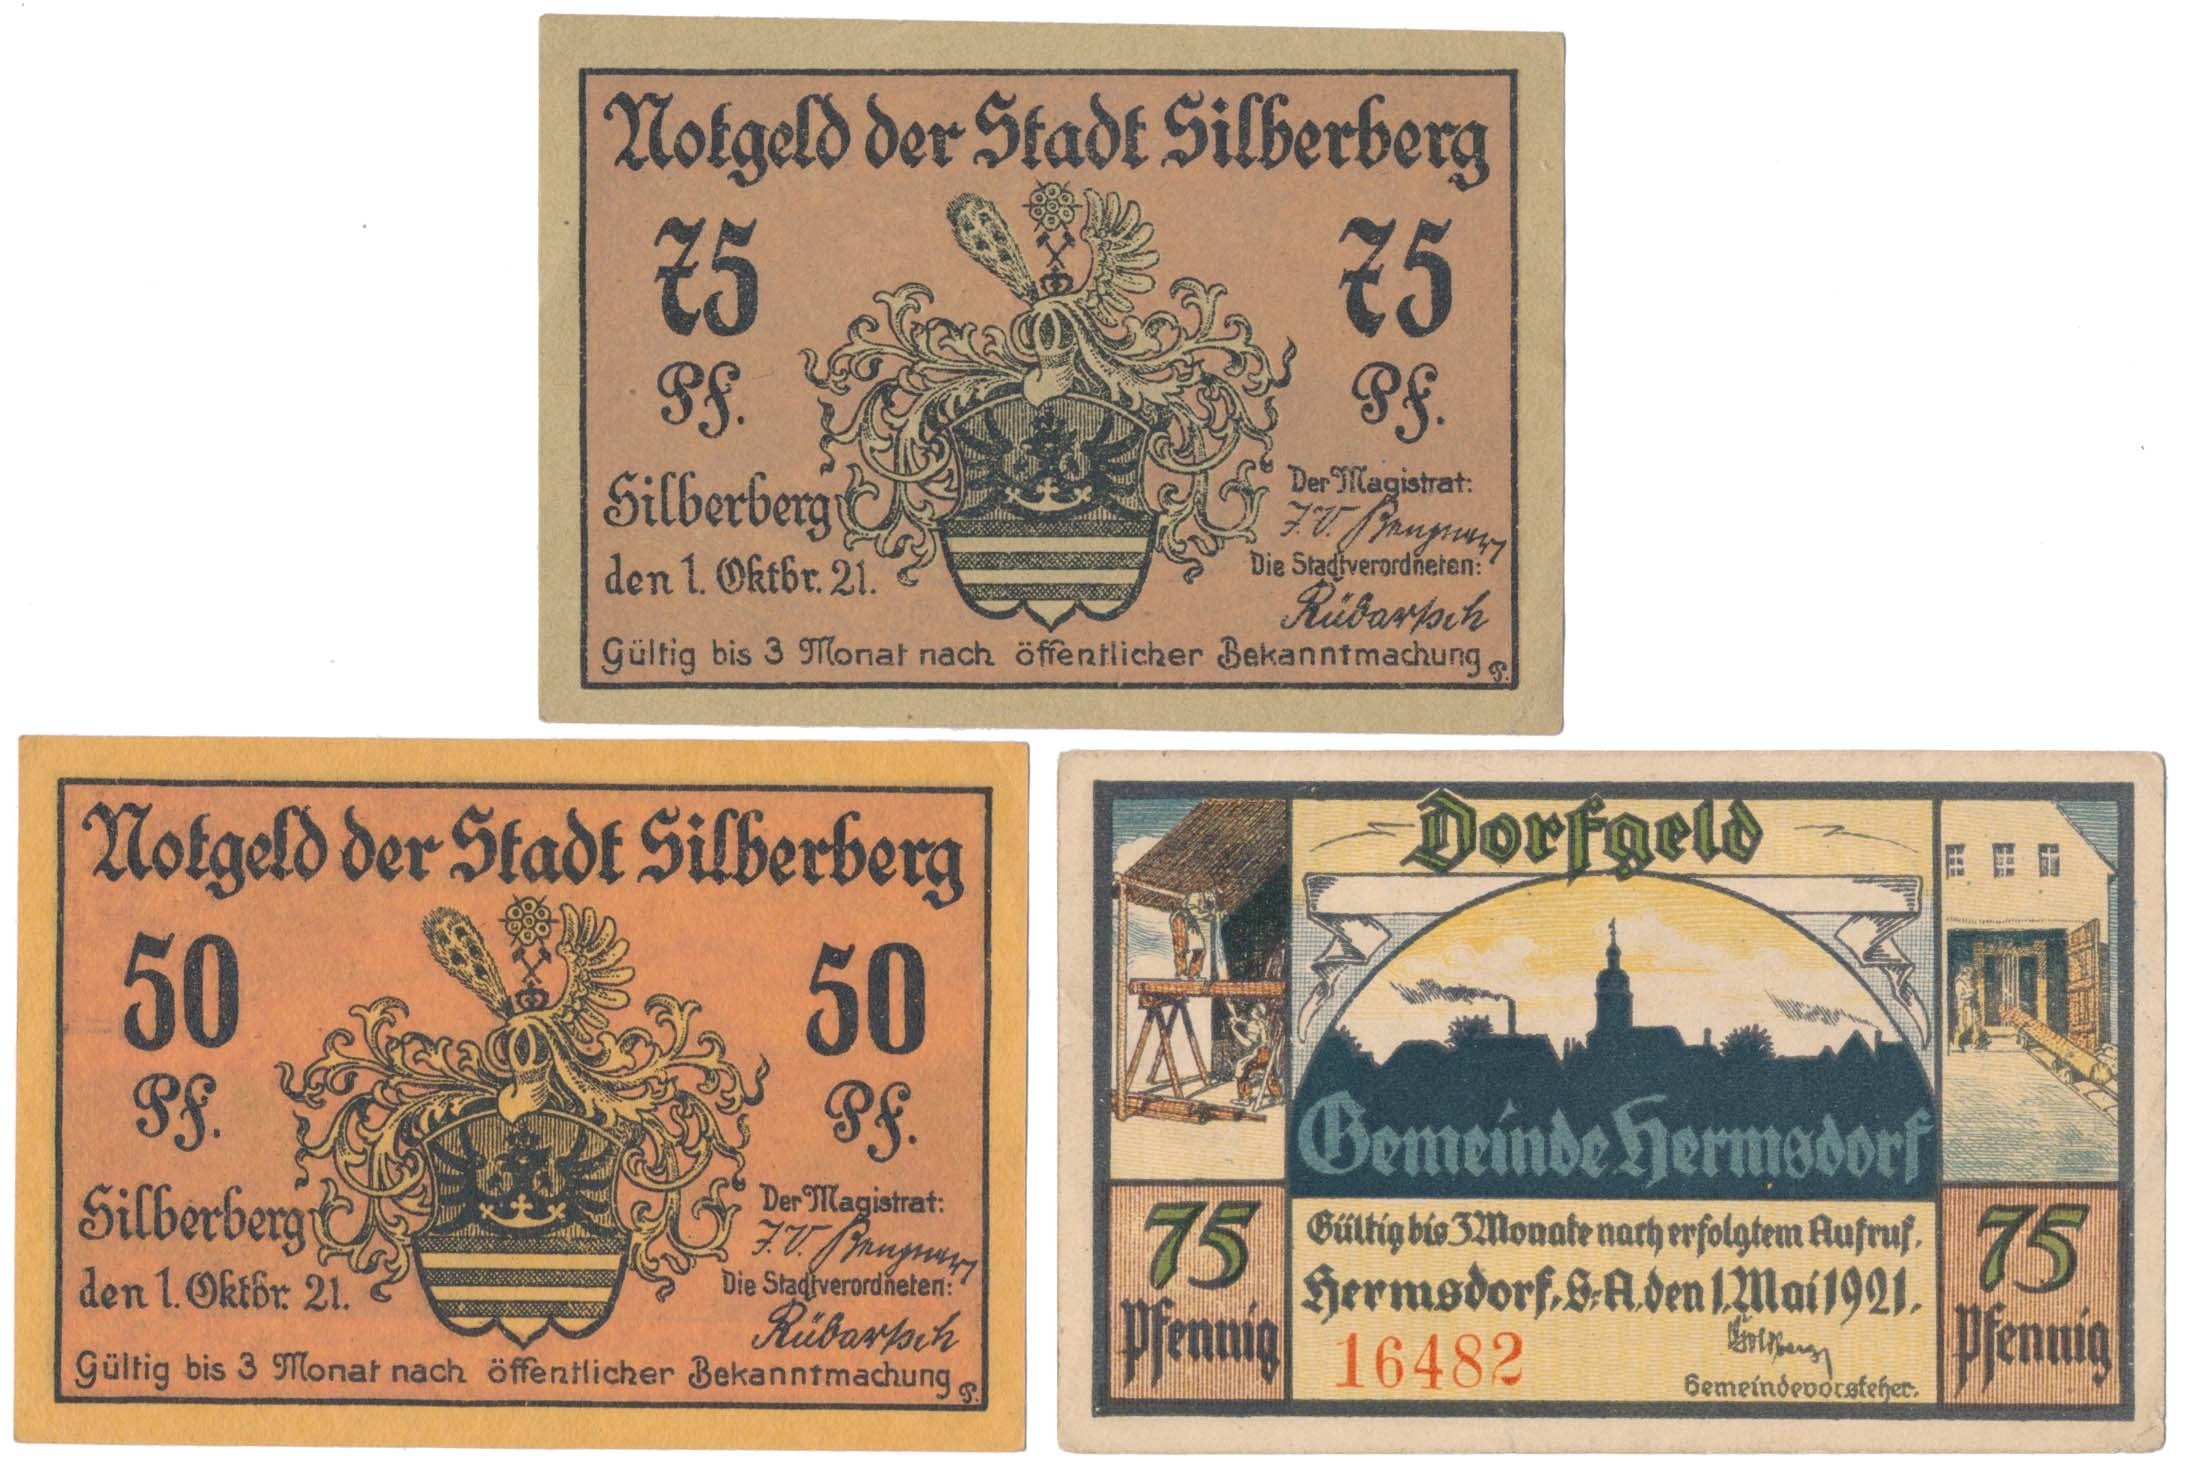 Notgeld der Stadt Silberberg
75 75
Pf. Pf.
Silberberg
den 1. Oktbr. 21.
Der Magistrat:
J.V.
Die Stadtverordneten:
Rüdartsch
Gültig bis 3 Monat nach öffentlicher Bekanntmachung
Notgeld der Stadt Silberberg
50 50
Pf. Pf.
Silberberg
den 1. Oktbr. 21.
Der Magistrat:
J.V.
Die Stadtverordneten:
Rüdartsch
Gültig bis 3 Monat nach öffentlicher Bekanntmachung
Dorfgeld
Gemeinde Hermsdorf
75 75
Pfennig Pfennig
Gültig bis 3 Monate nach erfolgtem Aufruf.
Hermsdorf, S.-A. den 1. Mai 1921.
16482
Gemeindevorsteher.